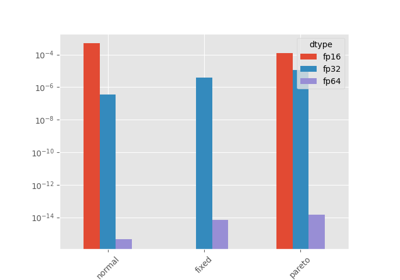 dtype
fp16
fp32
fp64
10⁻⁴
10⁻⁶
10⁻⁸
10⁻¹⁰
10⁻¹²
10⁻¹⁴
normal
fixed
pareto